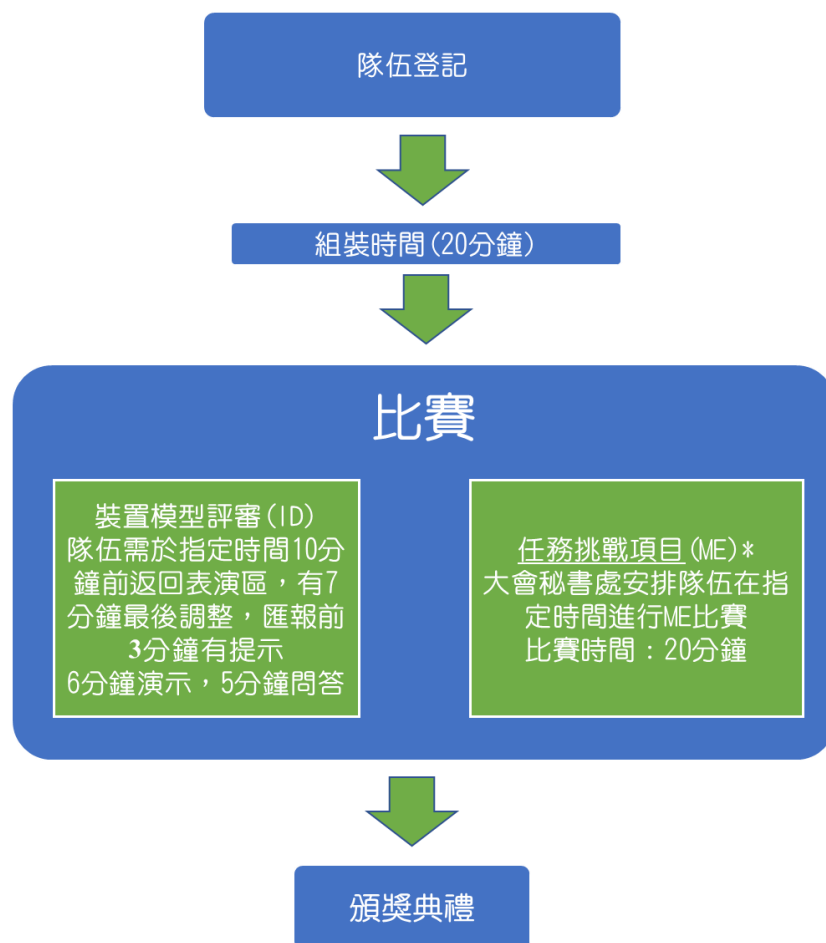 隊伍登記
組裝時間(20分鐘)
比賽
裝置模型評審(ID)
隊伍需於指定時間10分
鐘前返回表演區，有7
分鐘最後調整，匯報前
3分鐘有提示
6分鐘演示，5分鐘問答
任務挑戰項目(ME)*
大會秘書處安排隊伍在指
定時間進行ME比賽
比賽時間：20分鐘
頒獎典禮